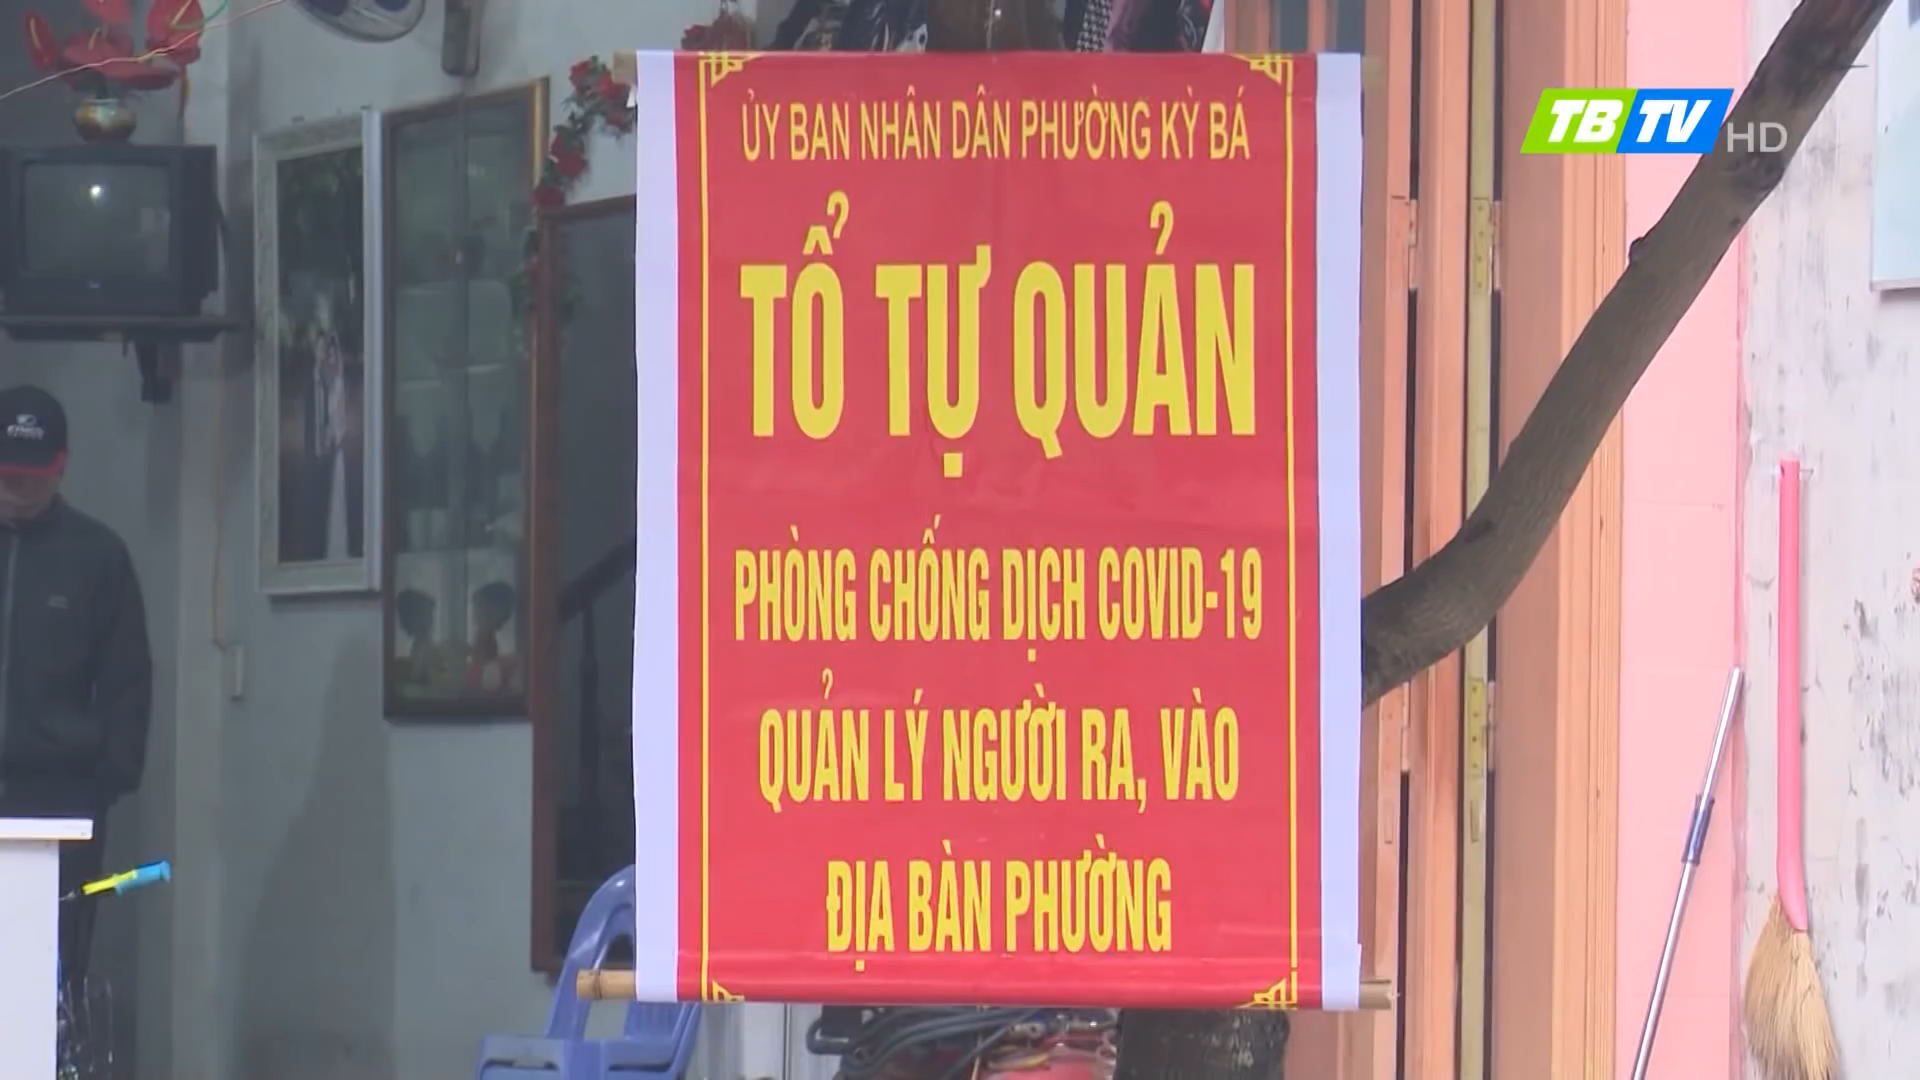 ỦY BAN NHÂN DÂN PHƯỜNG KỲ BÁ
TỔ TỰ QUẢN
PHÒNG CHỐNG DỊCH COVID-19
QUẢN LÝ NGƯỜI RA, VÀO
ĐỊA BÀN PHƯỜNG
TBTV HD